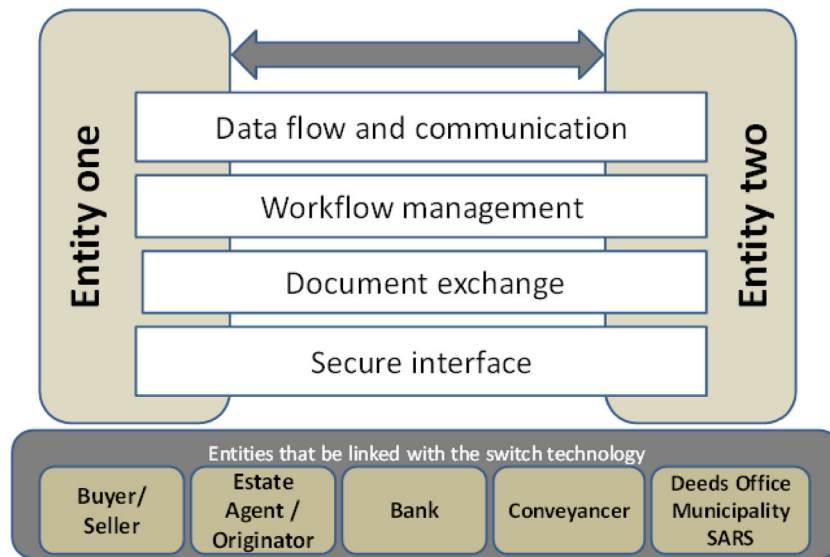 Entity one
Data flow and communication
Workflow management
Document exchange
Secure interface
Entity two
Entities that be linked with the switch technology
Buyer/
Seller
Estate
Agent /
Originator
Bank
Conveyancer
Deeds Office
Municipality
SARS